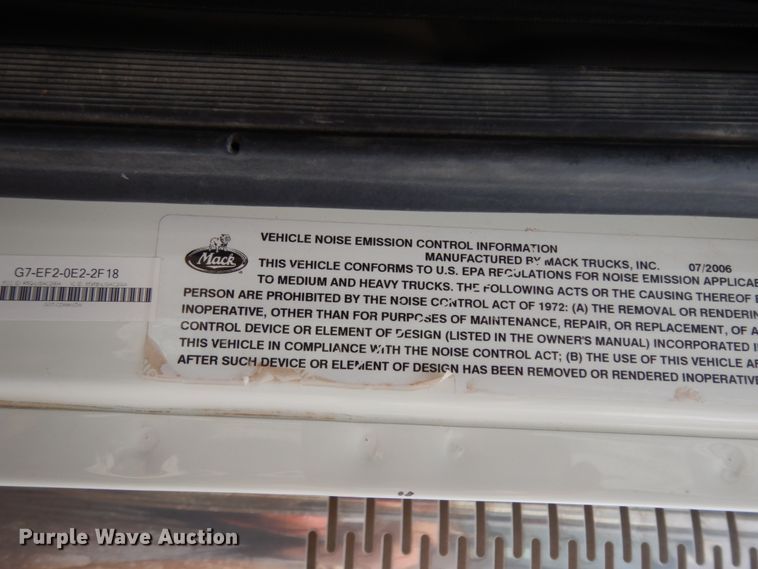 G7-EF2-0E2-2F18
Mack
VEHICLE NOISE EMISSION CONTROL INFORMATION
MANUFACTURED BY MACK TRUCKS, INC. 07/2006
THIS VEHICLE CONFORMS TO U.S. EPA REGULATIONS FOR NOISE EMISSION APPLICAB
TO MEDIUM AND HEAVY TRUCKS. THE FOLLOWING ACTS OR THE CAUSING THEREOF
PERSON ARE PROHIBITED BY THE NOISE CONTROL ACT OF 1972: (A) THE REMOVAL OR RENDERIN
INOPERATIVE, OTHER THAN FOR PURPOSES OF MAINTENANCE, REPAIR, OR REPLACEMENT, OF A
CONTROL DEVICE OR ELEMENT OF DESIGN (LISTED IN THE OWNER'S MANUAL) INCORPORATED I
THIS VEHICLE IN COMPLIANCE WITH THE NOISE CONTROL ACT; (B) THE USE OF THIS VEHICLE AF
AFTER SUCH DEVICE OR ELEMENT OF DESIGN HAS BEEN REMOVED OR RENDERED INOPERATIV
Purple Wave Auction